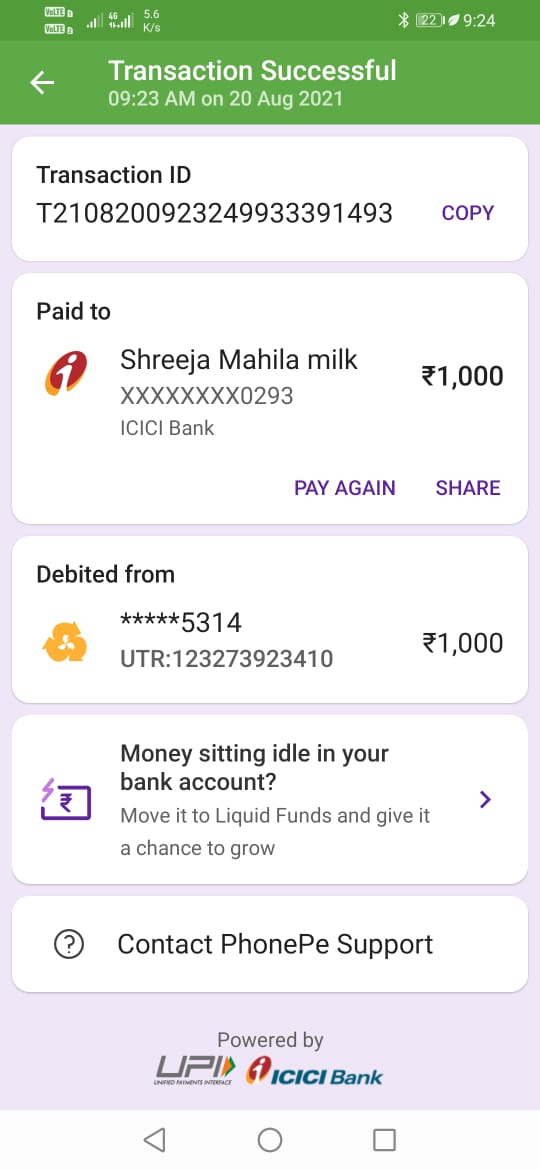 VoLTE 1 4G 5.6 22 9:24
VoLTE 2 K/s
Transaction Successful
09:23 AM on 20 Aug 2021
Transaction ID
T2108200923249933391493 COPY
Paid to
Shreeja Mahila milk ₹1,000
XXXXXXXX0293
ICICI Bank
PAY AGAIN SHARE
Debited from
*****5314 ₹1,000
UTR:123273923410
Money sitting idle in your
bank account?
Move it to Liquid Funds and give it
a chance to grow
Contact PhonePe Support
Powered by
UPI ICICI Bank
UNIFIED PAYMENTS INTERFACE